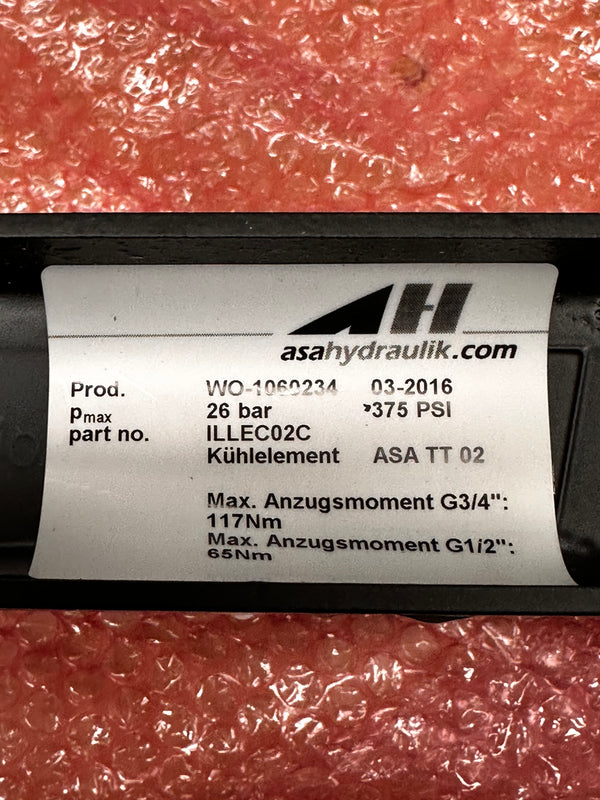 AH
asahydraulik.com
Prod. WO-1060234 03-2016
pmax 26 bar 375 PSI
part no. ILLEC02C
Kühlelement ASA TT 02
Max. Anzugsmoment G3/4":
117Nm
Max. Anzugsmoment G1/2":
65Nm